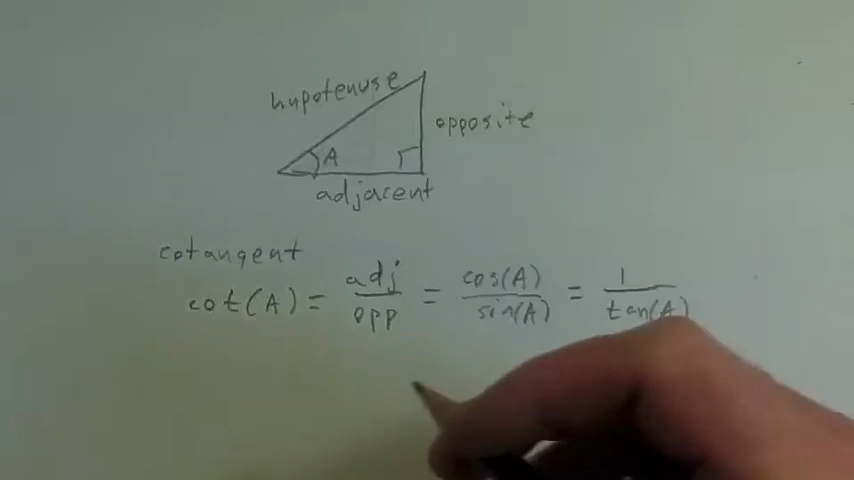 hypotenuse
opposite
A
adjacent
cotangent
cot(A) = adj/opp = cos(A)/sin(A) = 1/tan(A)